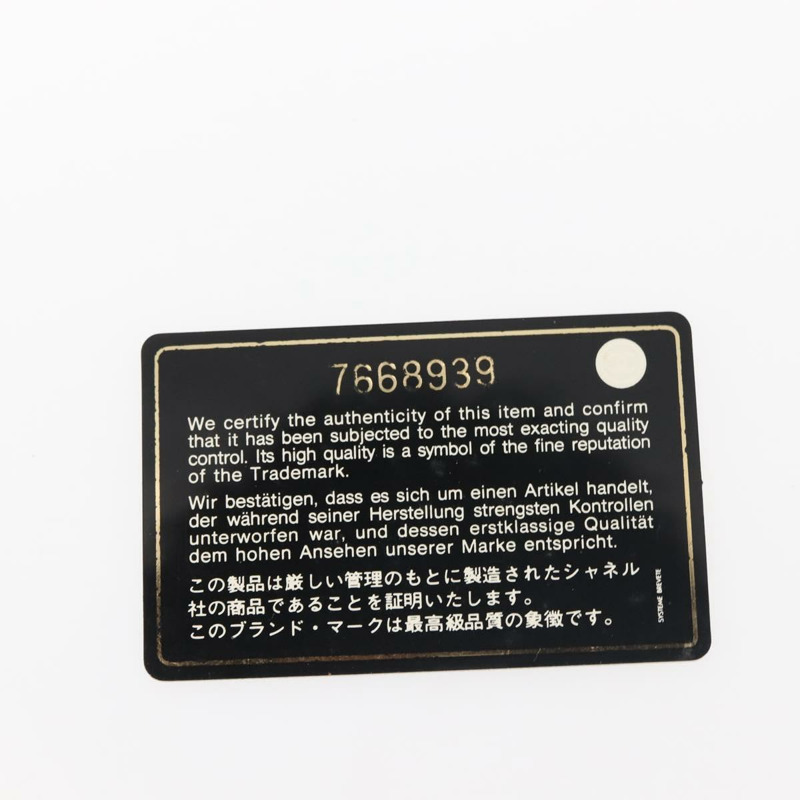 7668939
We certify the authenticity of this item and confirm
that it has been subjected to the most exacting quality
control. Its high quality is a symbol of the fine reputation
of the Trademark.
Wir bestätigen, dass es sich um einen Artikel handelt,
der während seiner Herstellung strengsten Kontrollen
unterworfen war, und dessen erstklassige Qualität
dem hohen Ansehen unserer Marke entspricht.
この製品は厳しい管理のもとに製造されたシャネル
社の商品であることを証明いたします。
このブランド・マークは最高級品質の象徴です。
SYSTEME BREVETE